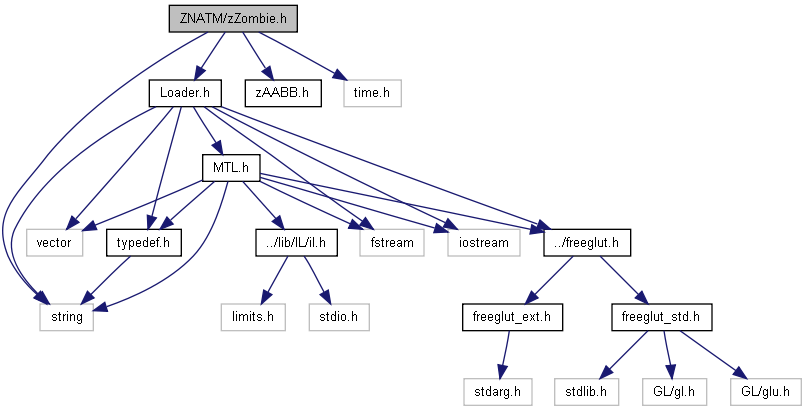 ZNATM/zZombie.h
Loader.h
zAABB.h
time.h
MTL.h
vector
typedef.h
../lib/IL/il.h
fstream
iostream
../freeglut.h
string
limits.h
stdio.h
freeglut_ext.h
freeglut_std.h
stdarg.h
stdlib.h
GL/gl.h
GL/glu.h